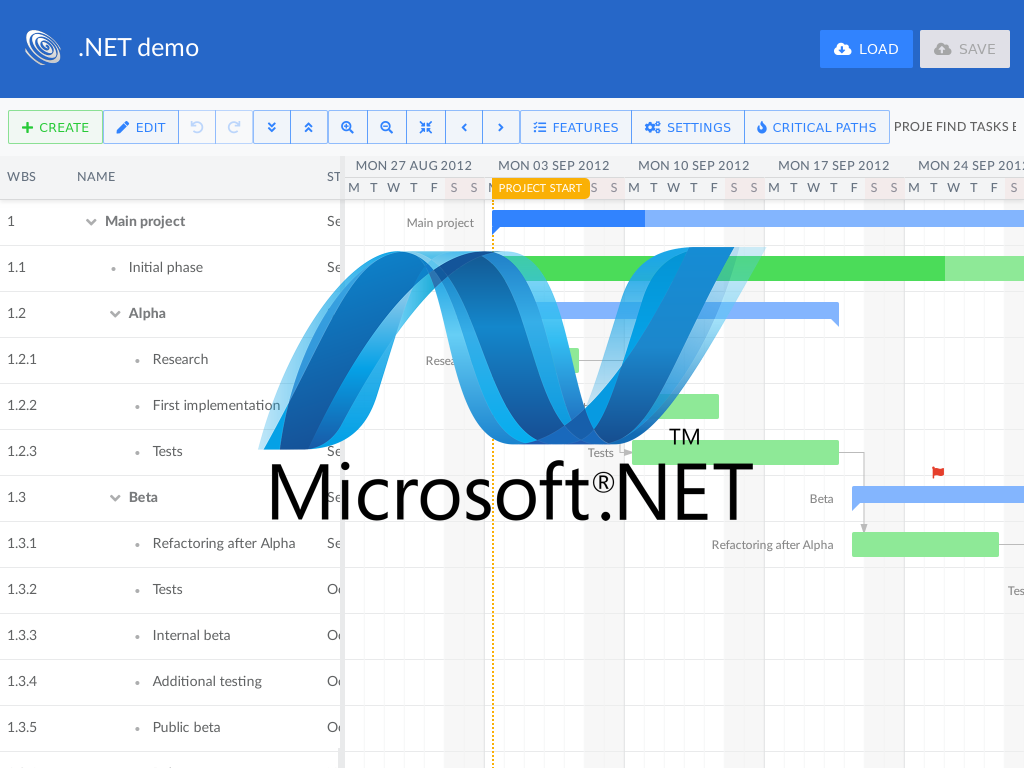 .NET demo
LOAD
SAVE
CREATE
EDIT
FEATURES
SETTINGS
CRITICAL PATHS
PROJE FIND TASKS E
WBS NAME ST
MON 27 AUG 2012 MON 03 SEP 2012 MON 10 SEP 2012 MON 17 SEP 2012 MON 24 SEP 2012
M T W T F S S M PROJECT START S S M T W T F S S M T W T F S S M T W T F S
1 Main project Se Main project
1.1 Initial phase Se
1.2 Alpha
1.2.1 Research Resea
1.2.2 First implementation
1.2.3 Tests Se Tests
TM
Microsoft®.NET
1.3 Beta Se Beta
1.3.1 Refactoring after Alpha Se Refactoring after Alpha
1.3.2 Tests Oc Tes
1.3.3 Internal beta Oc
1.3.4 Additional testing Oc
1.3.5 Public beta Oc